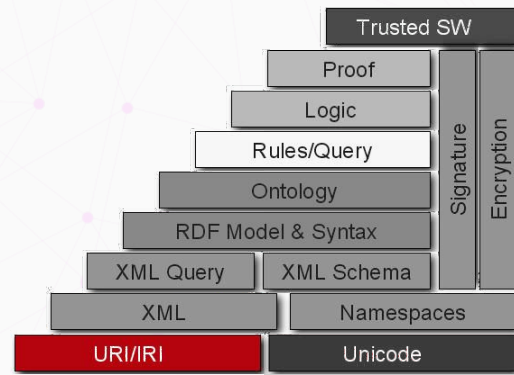 Trusted SW
Proof
Logic
Rules/Query
Ontology
RDF Model & Syntax
XML Query XML Schema
Signature
Encryption
XML Namespaces
URI/IRI Unicode